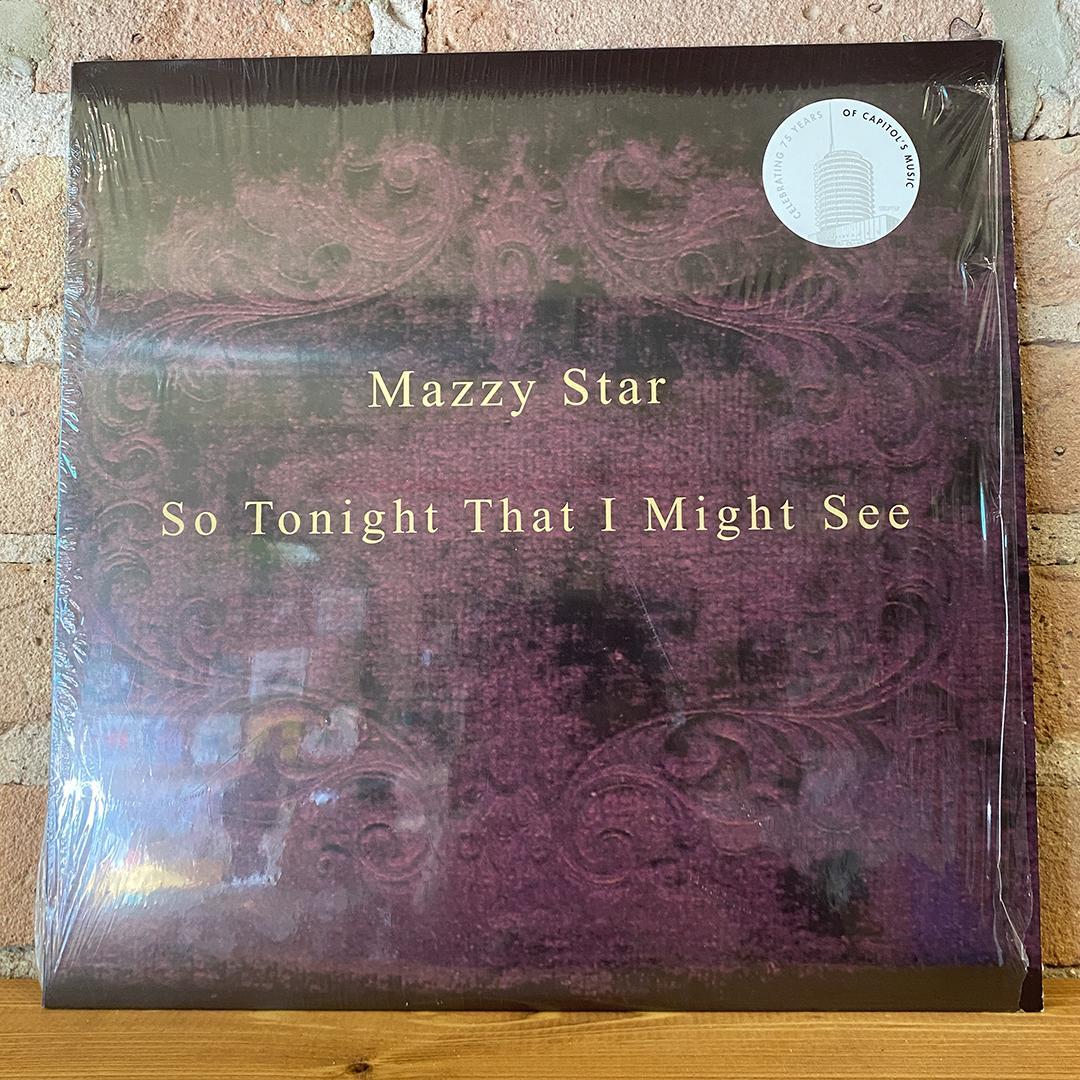 CELEBRATING 75 YEARS OF CAPITOL'S MUSIC
Mazzy Star
So Tonight That I Might See